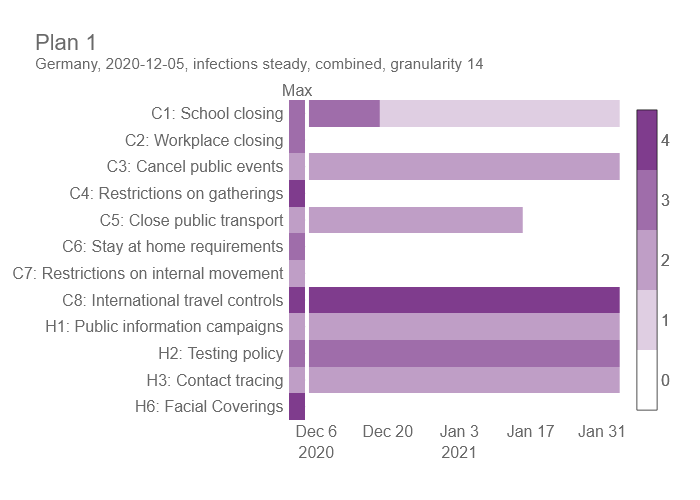 Plan 1
Germany, 2020-12-05, infections steady, combined, granularity 14
Max
C1: School closing
C2: Workplace closing
C3: Cancel public events
C4: Restrictions on gatherings
C5: Close public transport
C6: Stay at home requirements
C7: Restrictions on internal movement
C8: International travel controls
H1: Public information campaigns
H2: Testing policy
H3: Contact tracing
H6: Facial Coverings
4
3
2
1
0
Dec 6 Dec 20 Jan 3 Jan 17 Jan 31
2020 2021